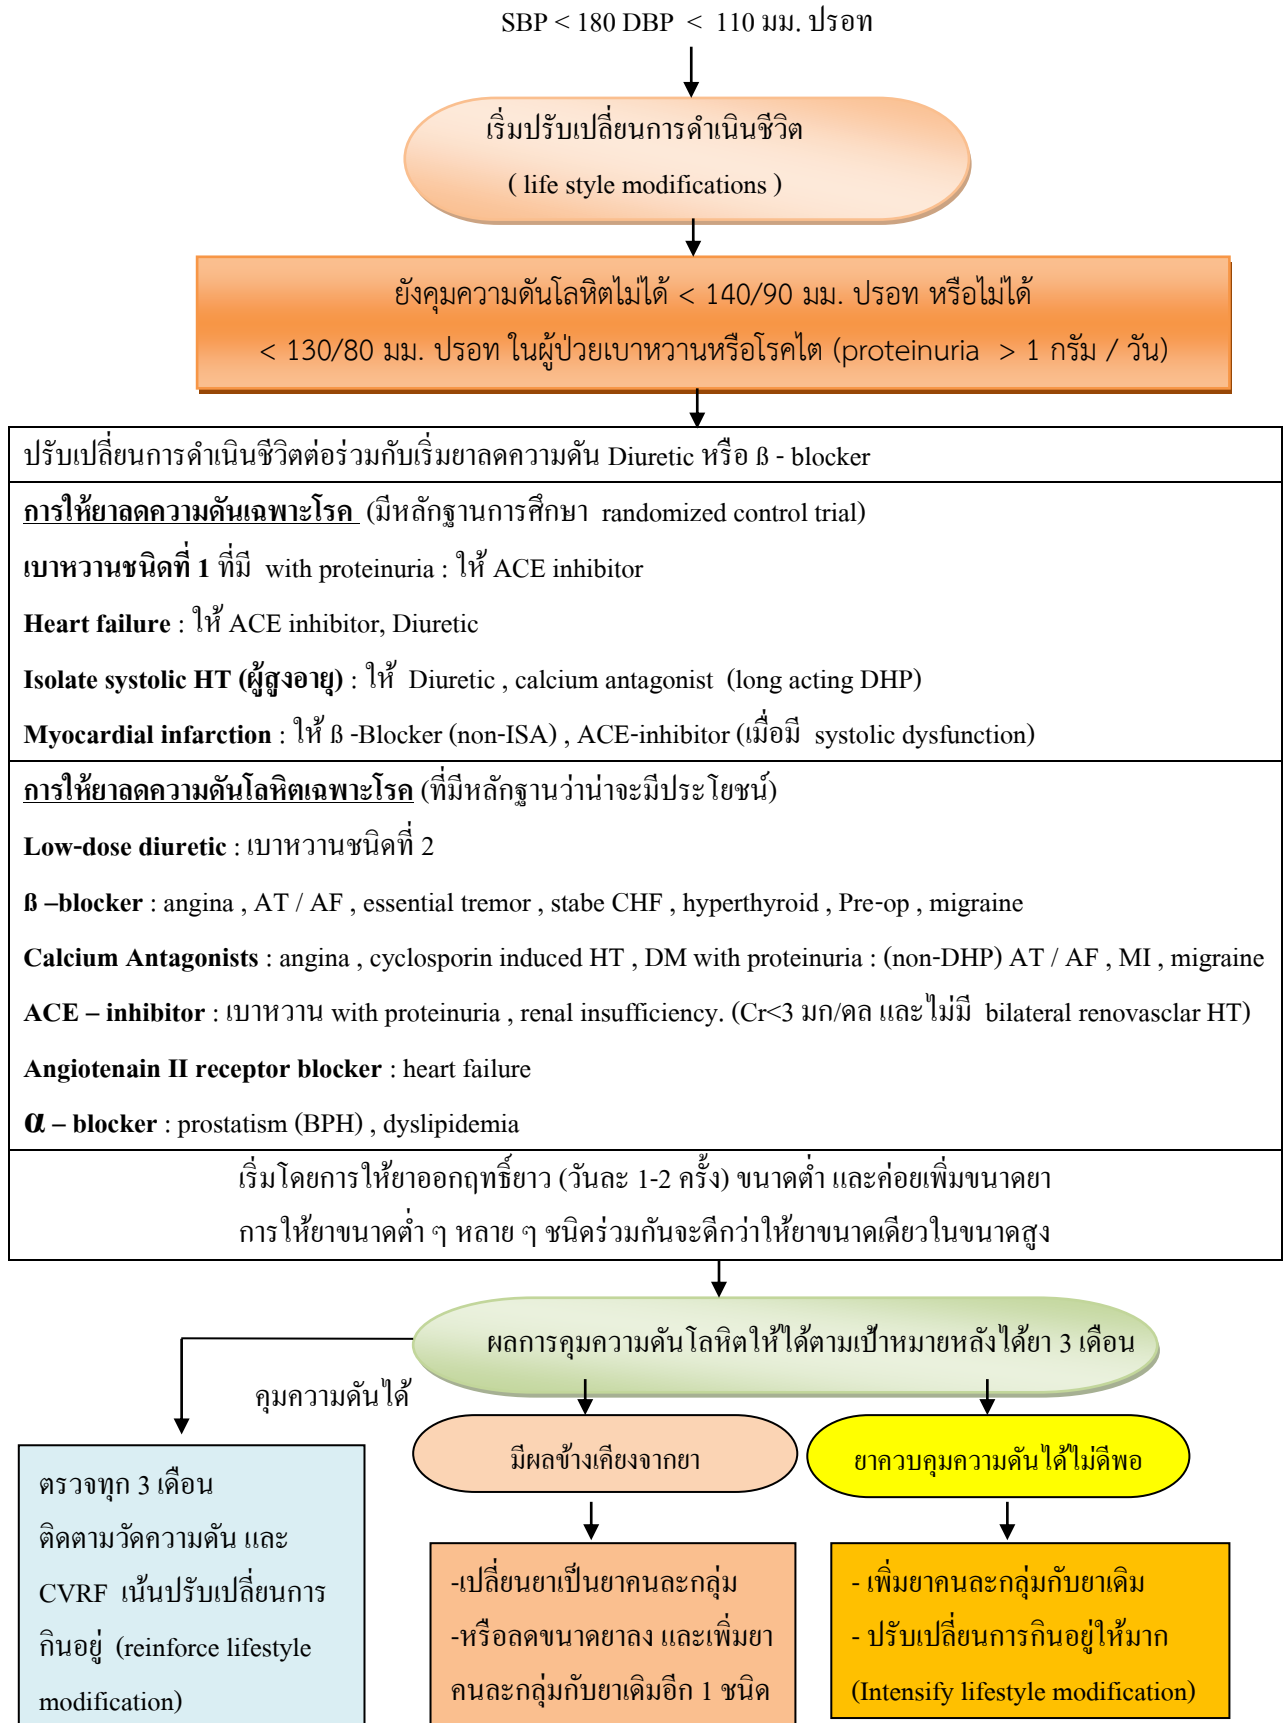 SBP < 180 DBP < 110 มม. ปรอท
เริ่มปรับเปลี่ยนการดำเนินชีวิต
( life style modifications )
ยังคุมความดันโลหิตไม่ได้ < 140/90 มม. ปรอท หรือไม่ได้
< 130/80 มม. ปรอท ในผู้ป่วยเบาหวานหรือโรคไต (proteinuria > 1 กรัม / วัน)
ปรับเปลี่ยนการดำเนินชีวิตต่อร่วมกับเริ่มยาลดความดัน Diuretic หรือ ß - blocker
การให้ยาลดความดันเฉพาะโรค (มีหลักฐานการศึกษา randomized control trial)
เบาหวานชนิดที่ 1 ที่มี with proteinuria : ให้ ACE inhibitor
Heart failure : ให้ ACE inhibitor, Diuretic
Isolate systolic HT (ผู้สูงอายุ) : ให้ Diuretic , calcium antagonist (long acting DHP)
Myocardial infarction : ให้ ß -Blocker (non-ISA) , ACE-inhibitor (เมื่อมี systolic dysfunction)
การให้ยาลดความดันโลหิตเฉพาะโรค (ที่มีหลักฐานว่าน่าจะมีประโยชน์)
Low-dose diuretic : เบาหวานชนิดที่ 2
ß –blocker : angina , AT / AF , essential tremor , stabe CHF , hyperthyroid , Pre-op , migraine
Calcium Antagonists : angina , cyclosporin induced HT , DM with proteinuria : (non-DHP) AT / AF , MI , migraine
ACE – inhibitor : เบาหวาน with proteinuria , renal insufficiency. (Cr<3 มก/ดล และไม่มี bilateral renovasclar HT)
Angiotenain II receptor blocker : heart failure
α – blocker : prostatism (BPH) , dyslipidemia
เริ่มโดยการให้ยาออกฤทธิ์ยาว (วันละ 1-2 ครั้ง) ขนาดต่ำ และค่อยเพิ่มขนาดยา
การให้ยาขนาดต่ำ ๆ หลาย ๆ ชนิดร่วมกันจะดีกว่าให้ยาขนาดเดียวในขนาดสูง
ผลการคุมความดันโลหิตให้ได้ตามเป้าหมายหลังได้ยา 3 เดือน
คุมความดันได้
ตรวจทุก 3 เดือน
ติดตามวัดความดัน และ
CVRF เน้นปรับเปลี่ยนการ
กินอยู่ (reinforce lifestyle
modification)
มีผลข้างเคียงจากยา
-เปลี่ยนยาเป็นยาคนละกลุ่ม
-หรือลดขนาดยาลง และเพิ่มยา
คนละกลุ่มกับยาเดิมอีก 1 ชนิด
ยาควบคุมความดันได้ไม่ดีพอ
- เพิ่มยาคนละกลุ่มกับยาเดิม
- ปรับเปลี่ยนการกินอยู่ให้มาก
(Intensify lifestyle modification)